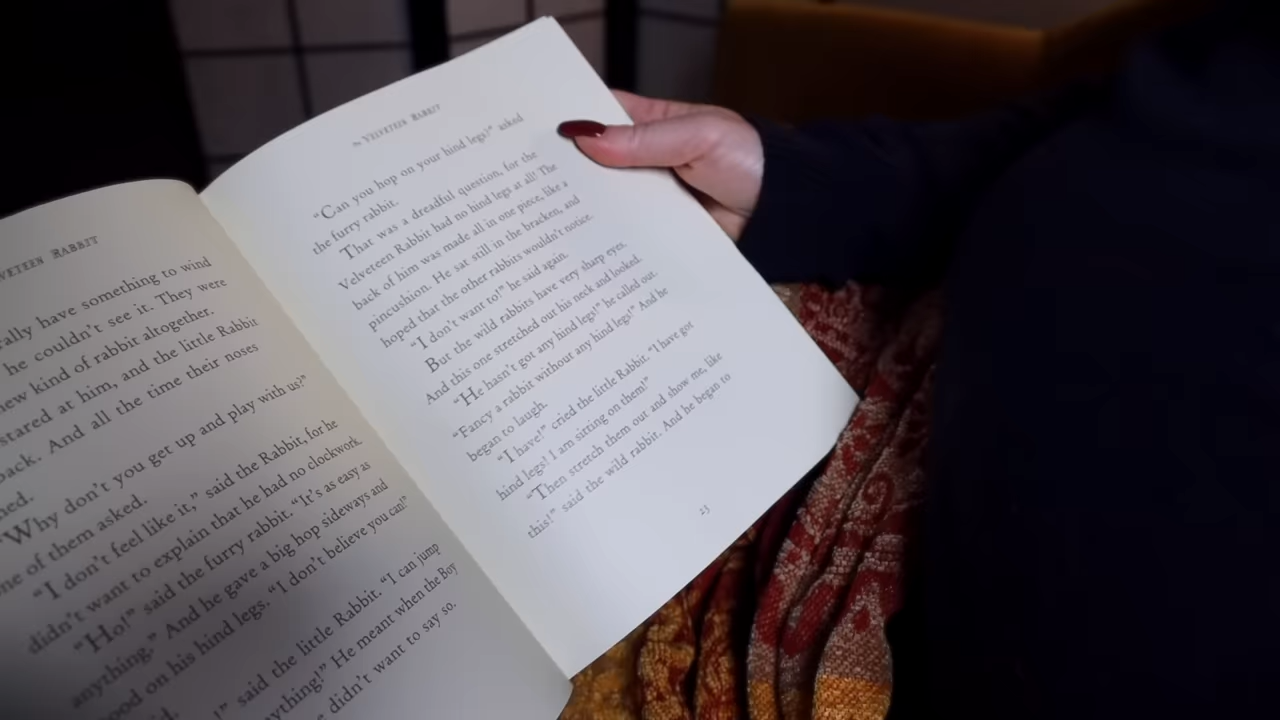 VETEEN RABBIT
ally have something to wind
he couldn't see it. They were
new kind of rabbit altogether.
stared at him, and the little Rabbit
back. And all the time their noses
"Why don't you get up and play with us?"
one of them asked.
"I don't feel like it," said the Rabbit, for he
didn't want to explain that he had no clockwork.
"Ho!" said the furry rabbit. "It's as easy as
anything." And he gave a big hop sideways and
ood on his hind legs. "I don't believe you can!"
said the little Rabbit. "I can jump
ything!" He meant when the Boy
e didn't want to say so.
The VELVETEEN RABBIT
"Can you hop on your hind legs?" asked
the furry rabbit.
That was a dreadful question, for the
Velveteen Rabbit had no hind legs at all! The
back of him was made all in one piece, like a
pincushion. He sat still in the bracken, and
hoped that the other rabbits wouldn't notice.
"I don't want to!" he said again.
But the wild rabbits have very sharp eyes.
And this one stretched out his neck and looked.
"He hasn't got any hind legs!" he called out.
"Fancy a rabbit without any hind legs!" And he
began to laugh.
"I have!" cried the little Rabbit. "I have got
hind legs! I am sitting on them!"
"Then stretch them out and show me, like
this!" said the wild rabbit. And he began to
23